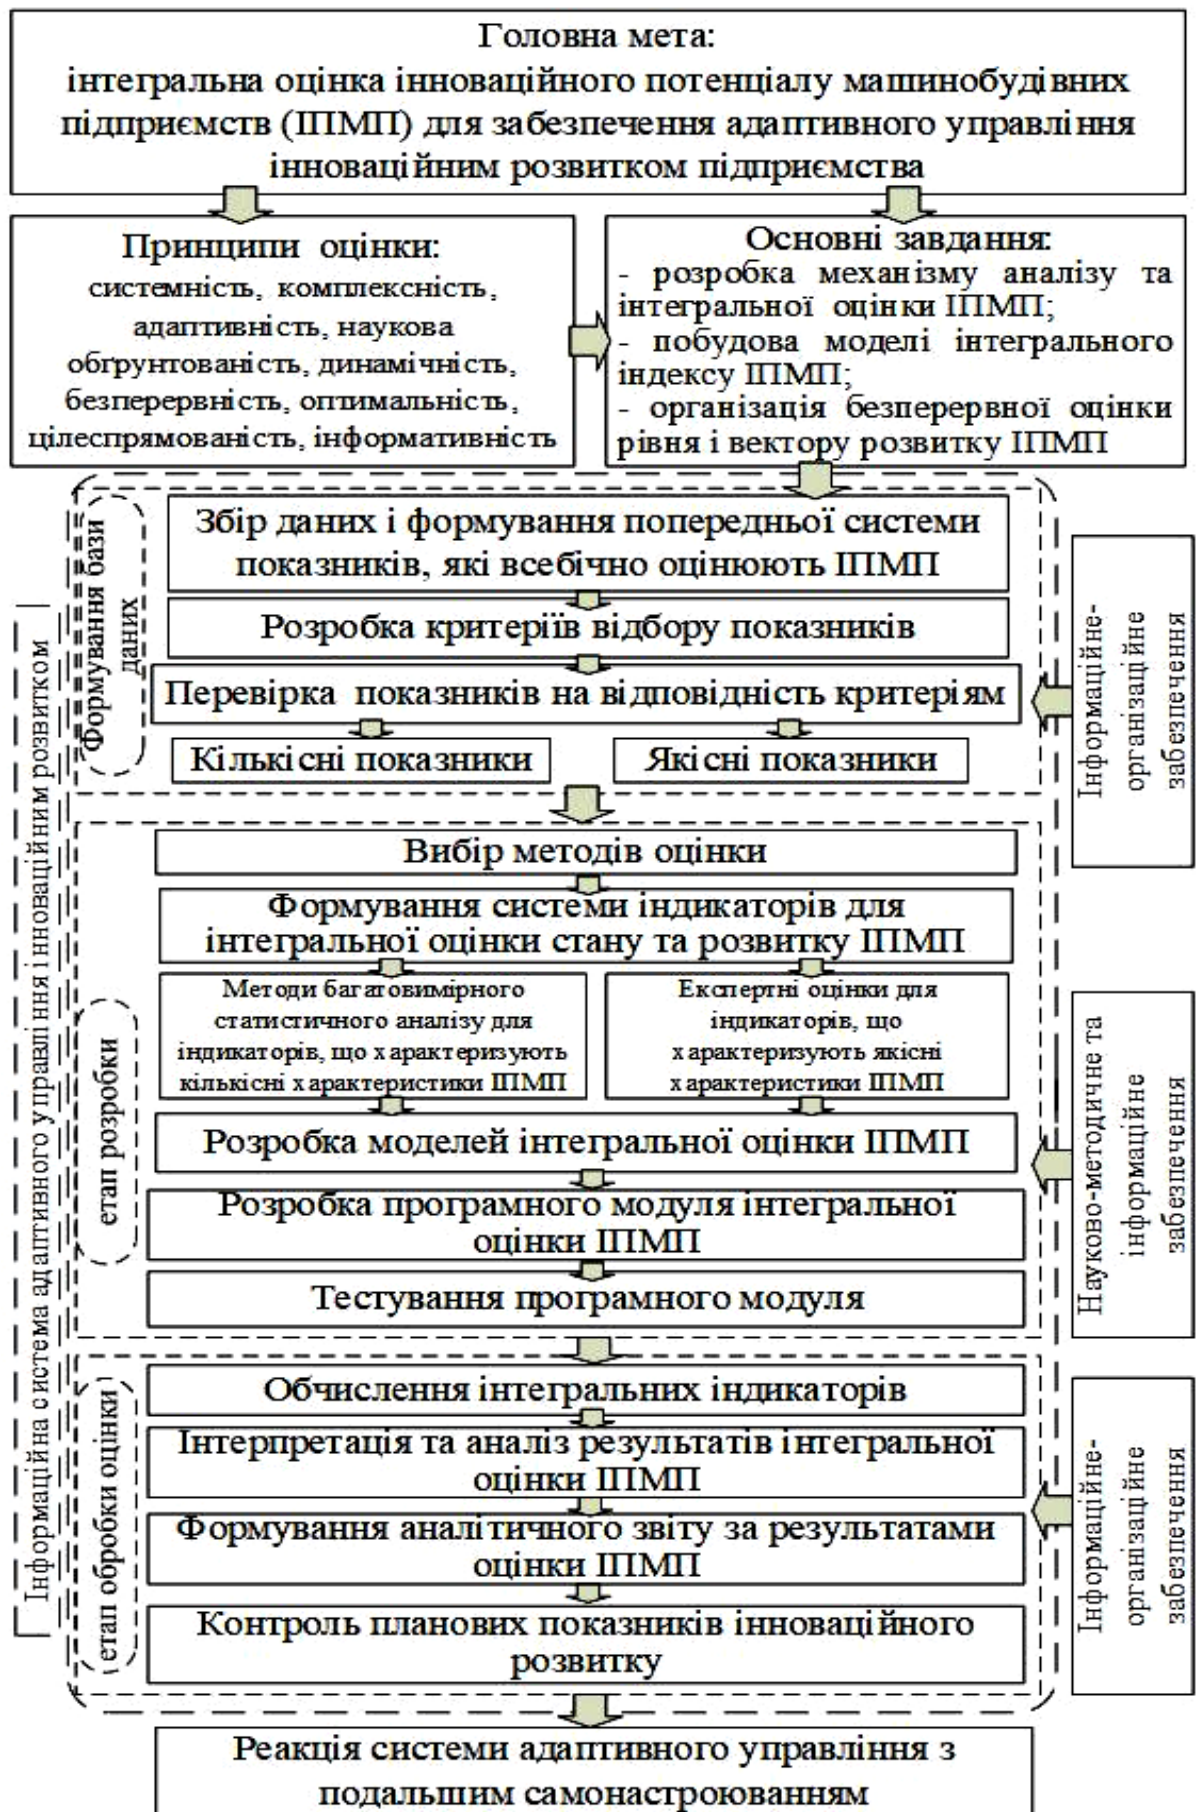 Головна мета:
інтегральна оцінка інноваційного потенціалу машинобудівних
підприємств (ІПМП) для забезпечення адаптивного управління
інноваційним розвитком підприємства
Принципи оцінки:
системність, комплексність,
адаптивність, наукова
обґрунтованість, динамічність,
безперервність, оптимальність,
цілеспрямованість, інформативність
Основні завдання:
- розробка механізму аналізу та
інтегральної оцінки ІПМП;
- побудова моделі інтегрального
індексу ІПМП;
- організація безперервної оцінки
рівня і вектору розвитку ІПМП
Інформаційна система адаптивного управління інноваційним розвитком
Формування бази
даних
Збір даних і формування попередньої системи
показників, які всебічно оцінюють ІПМП
Розробка критеріїв відбору показників
Перевірка показників на відповідність критеріям
Кількісні показники
Якісні показники
Інформаційне-
організаційне
забезпечення
етап розробки
Вибір методів оцінки
Формування системи індикаторів для
інтегральної оцінки стану та розвитку ІПМП
Методи багатовимірного
статистичного аналізу для
індикаторів, що характеризують
кількісні характеристики ІПМП
Експертні оцінки для
індикаторів, що
характеризують якісні
характеристики ІПМП
Розробка моделей інтегральної оцінки ІПМП
Розробка програмного модуля інтегральної
оцінки ІПМП
Тестування програмного модуля
Науково-методичне та
інформаційне
забезпечення
етап обробки оцінки
Обчислення інтегральних індикаторів
Інтерпретація та аналіз результатів інтегральної
оцінки ІПМП
Формування аналітичного звіту за результатами
оцінки ІПМП
Контроль планових показників інноваційного
розвитку
Інформаційне-
організаційне
забезпечення
Реакція системи адаптивного управління з
подальшим самонастроюванням